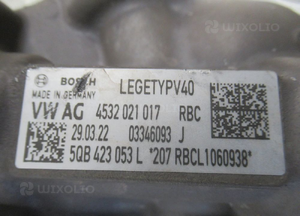 IVOXLIO
BOSCH
MADE IN GERMANY
LEGETYPV40
VW AG 4532 021 017 RBC
29.03.22 03346093 J
5QB 423 053 L *207 RBCL1060938*